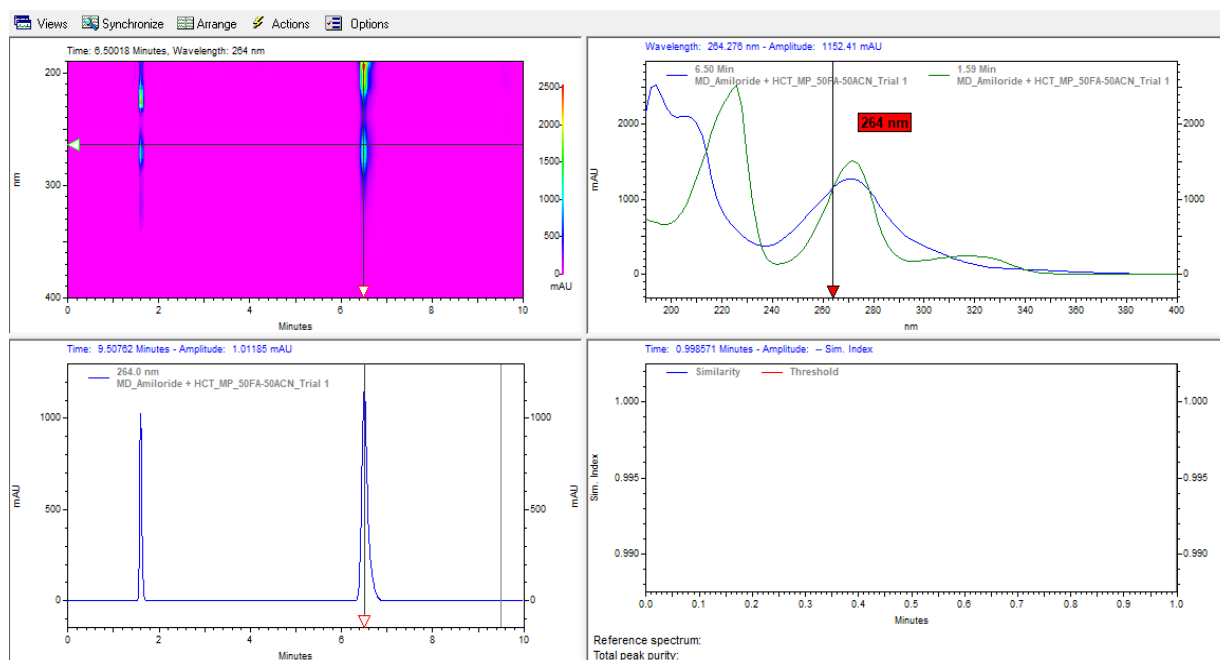 Views Synchronize Arrange Actions Options
Time: 6.50018 Minutes, Wavelength: 264 nm
200
300
400
nm
0 2 4 6 8 10
Minutes
2500
2000
1500
1000
500
0
mAU
Wavelength: 264.276 nm - Amplitude: 1152.41 mAU
6.50 Min
MD_Amiloride + HCT_MP_50FA-50ACN_Trial 1
1.59 Min
MD_Amiloride + HCT_MP_50FA-50ACN_Trial 1
264 nm
2000
1000
0
mAU
2000
1000
0
mAU
200 220 240 260 280 300 320 340 360 380 400
nm
Time: 9.50762 Minutes - Amplitude: 1.01185 mAU
264.0 nm
MD_Amiloride + HCT_MP_50FA-50ACN_Trial 1
1000
500
0
mAU
1000
500
0
mAU
0 2 4 6 8 10
Minutes
Time: 0.998571 Minutes - Amplitude: -- Sim. Index
Similarity Threshold
1.000
0.995
0.990
Sim. Index
1.000
0.995
0.990
Sim. Index
0.0 0.1 0.2 0.3 0.4 0.5 0.6 0.7 0.8 0.9 1.0
Minutes
Reference spectrum:
Total peak purity: